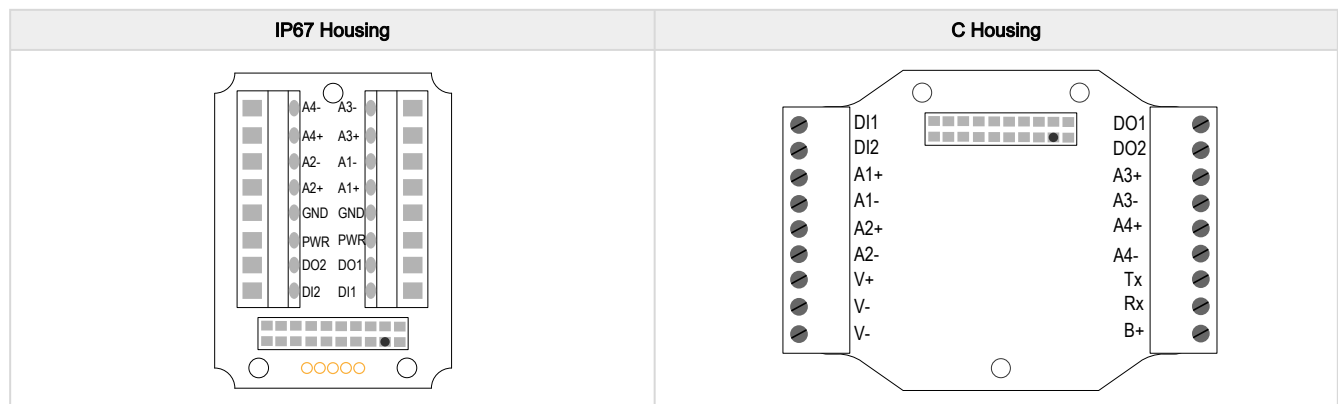 IP67 Housing
C Housing
A4- A3-
A4+ A3+
A2- A1-
A2+ A1+
GND GND
PWR PWR
DO2 DO1
DI2 DI1
DI1
DI2
A1+
A1-
A2+
A2-
V+
V-
V-
DO1
DO2
A3+
A3-
A4+
A4-
Tx
Rx
B+